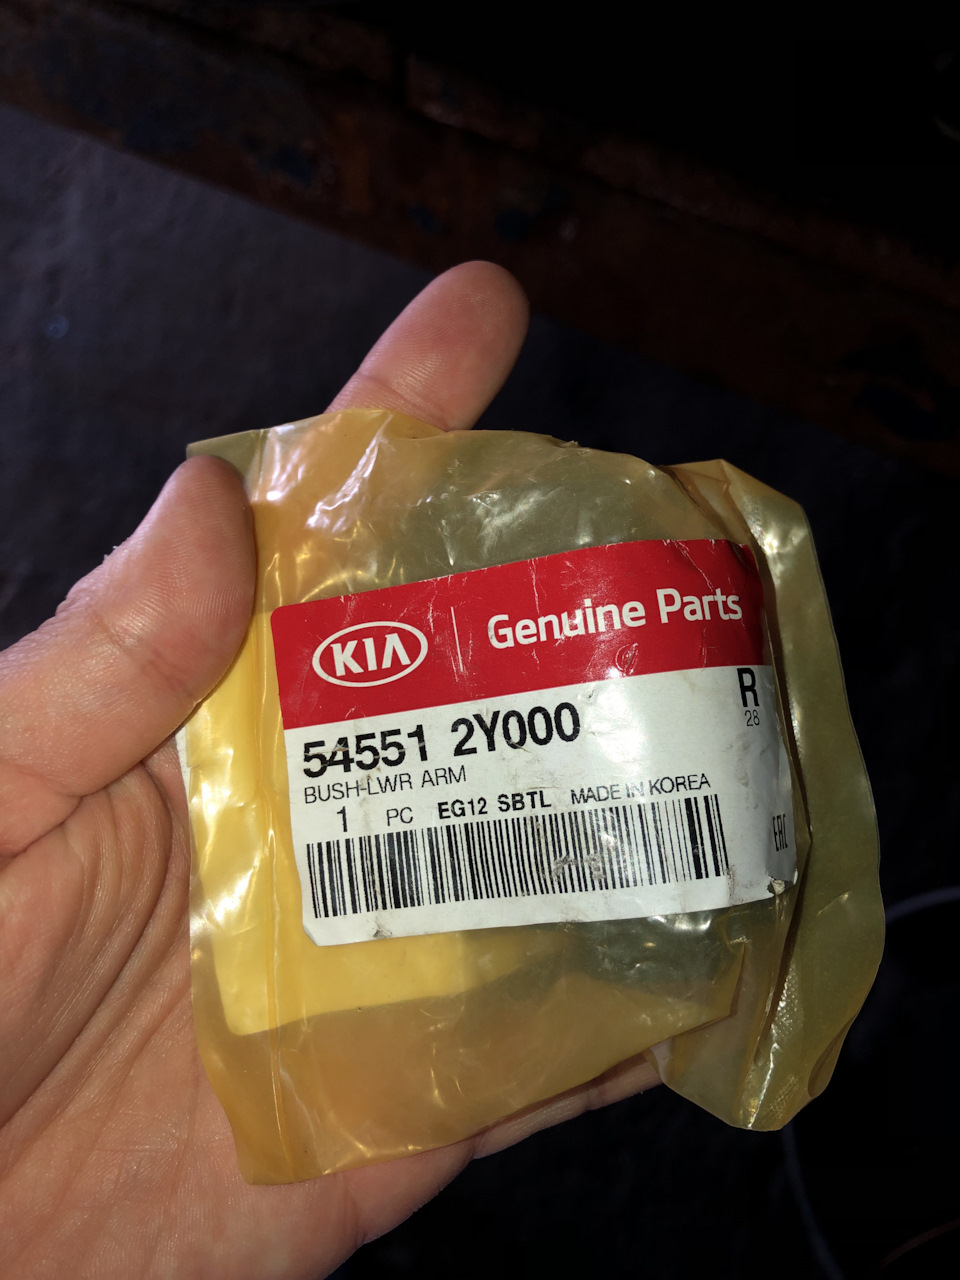 KIA | Genuine Parts
R
28
54551 2Y000
BUSH-LWR ARM
1 PC EG12 SBTL MADE IN KOREA
EAC